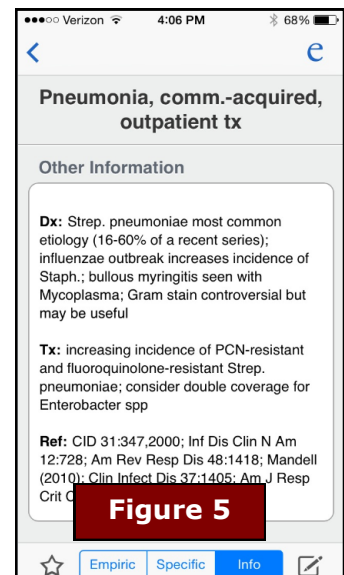 Verizon 4:06 PM 68%
e
Pneumonia, comm.-acquired,
outpatient tx
Other Information
Dx: Strep. pneumoniae most common
etiology (16-60% of a recent series);
influenzae outbreak increases incidence of
Staph.; bullous myringitis seen with
Mycoplasma; Gram stain controversial but
may be useful
Tx: increasing incidence of PCN-resistant
and fluoroquinolone-resistant Strep.
pneumoniae; consider double coverage for
Enterobacter spp
Ref: CID 31:347,2000; Inf Dis Clin N Am
12:728; Am Rev Resp Dis 48:1418; Mandell
(2010); Clin Infect Dis 37:1405; Am J Resp
Crit
Figure 5
Empiric Specific Info